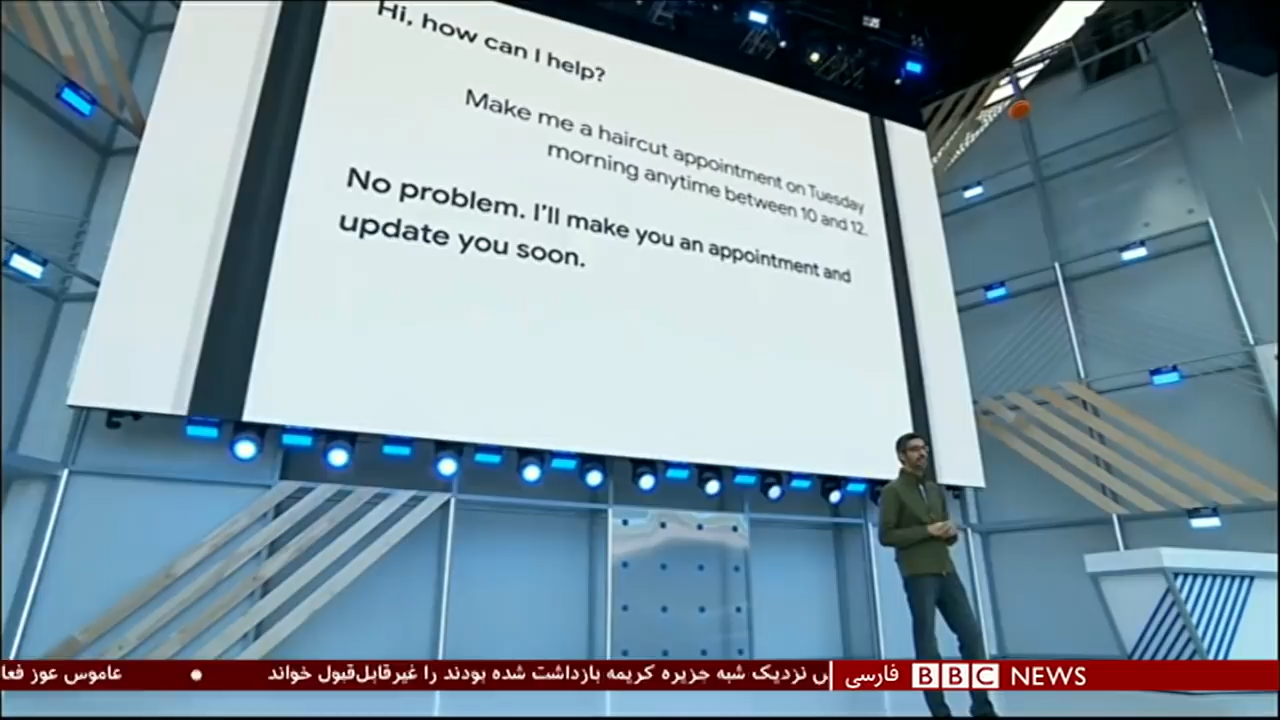 Hi, how can I help?
Make me a haircut appointment on Tuesday
morning anytime between 10 and 12.
No problem. I'll make you an appointment and
update you soon.
نزدیک شبه جزیره کریمه بازداشت شده بودند را غیرقابل‌قبول خواند • عاموس عوز
فارسی BBC NEWS